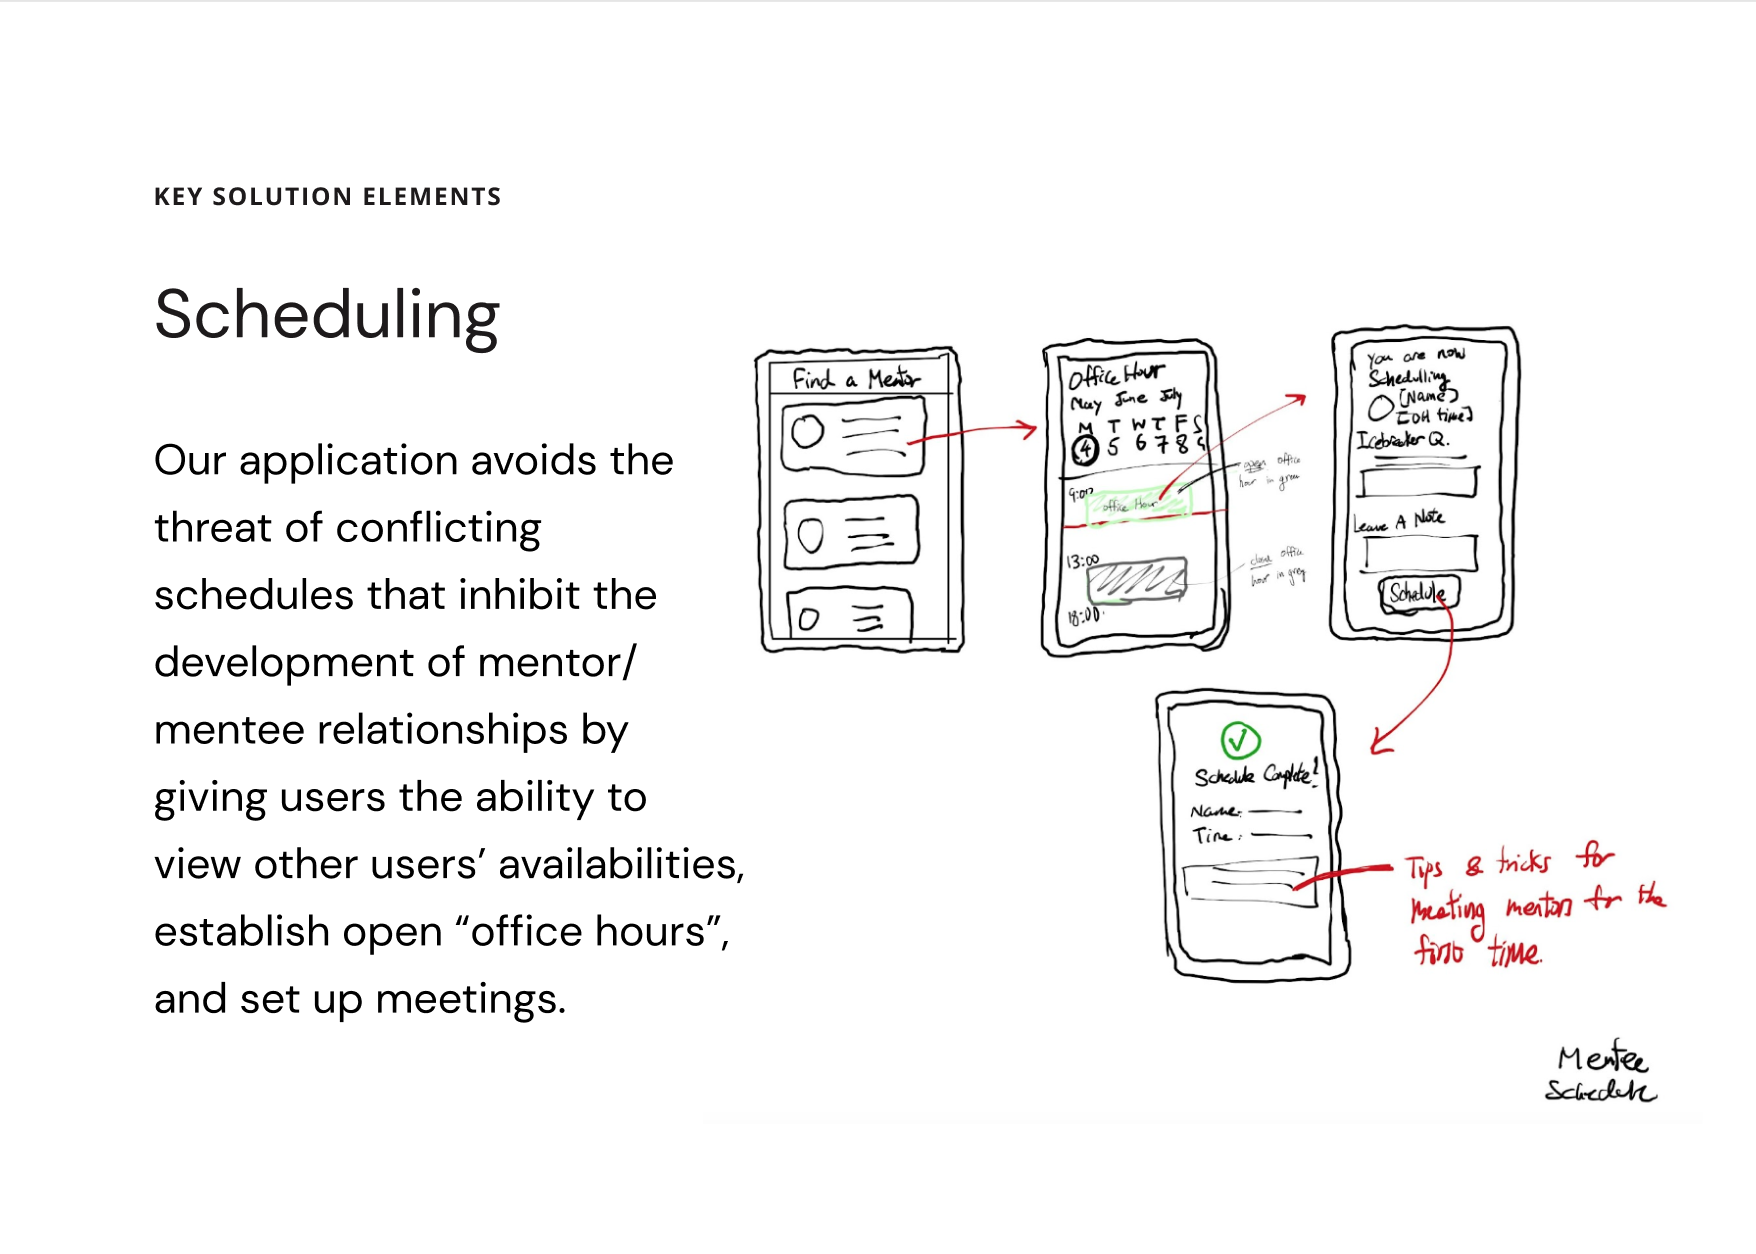 KEY SOLUTION ELEMENTS
Scheduling
Our application avoids the
threat of conflicting
schedules that inhibit the
development of mentor/
mentee relationships by
giving users the ability to
view other users’ availabilities,
establish open “office hours”,
and set up meetings.
Find a Mentor
Office Hour
May June July
M T W T F S
4 5 6 7 8 9
9:00
office Hour
13:00
18:00
open office
hour in green
close office
hour in grey
You are now
Schedulling
[Name]
[OH time]
Icebreaker Q.
Leave A Note
Schedule
Schedule Complete!
Name:
Time:
Tips & tricks for
meeting mentors for the
first time.
Mentee
Schedule